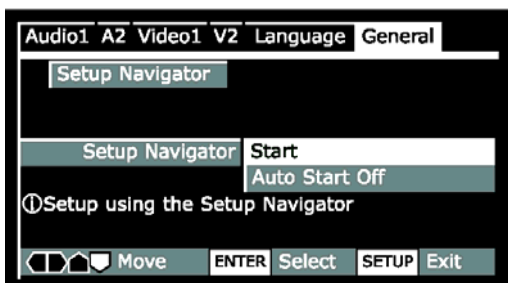 Audio1 A2 Video1 V2 Language General
Setup Navigator
Setup Navigator Start
Auto Start Off
ⓘSetup using the Setup Navigator
Move ENTER Select SETUP Exit